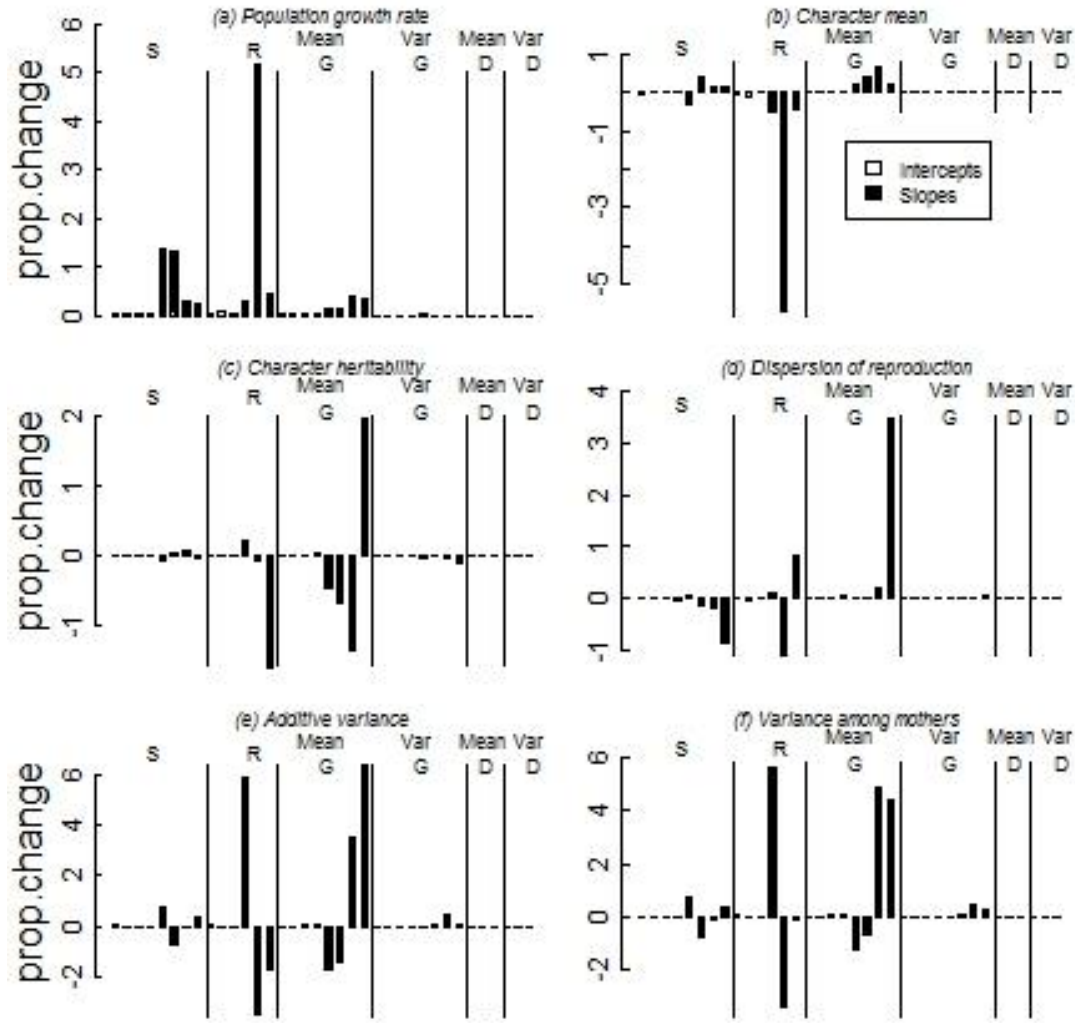 (a) Population growth rate
6
5
4
3
2
1
0
prop.change
S
R
Mean
G
Var
G
Mean
D
Var
D
(b) Character mean
1
-1
-3
-5
S
R
Mean
G
Var
G
Mean
D
Var
D
Intercepts
Slopes
(c) Character heritability
2
1
0
-1
prop.change
S
R
Mean
G
Var
G
Mean
D
Var
D
(d) Dispersion of reproduction
4
3
2
1
0
-1
S
R
Mean
G
Var
G
Mean
D
Var
D
(e) Additive variance
6
4
2
0
-2
prop.change
S
R
Mean
G
Var
G
Mean
D
Var
D
(f) Variance among mothers
6
4
2
0
-2
S
R
Mean
G
Var
G
Mean
D
Var
D